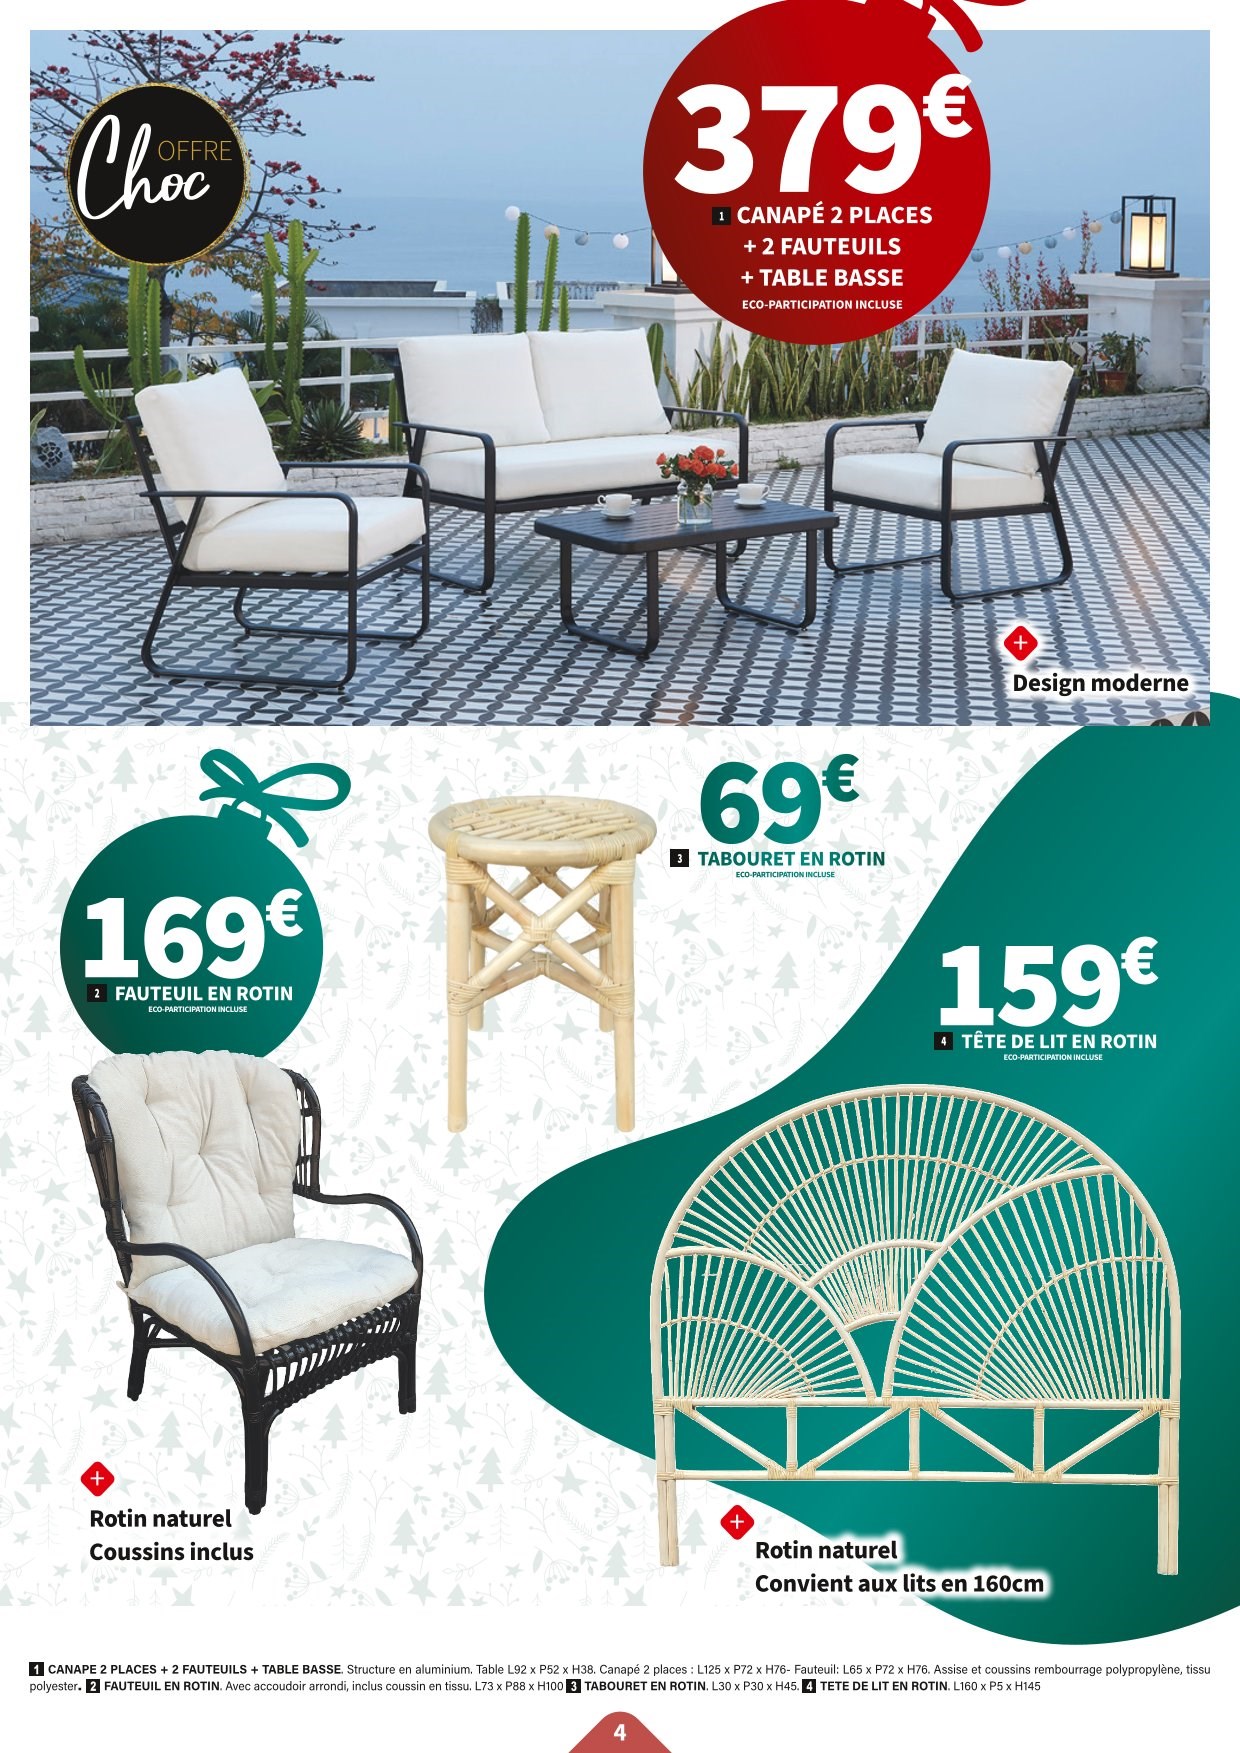 OFFRE
Choc
379€
1 CANAPÉ 2 PLACES
+ 2 FAUTEUILS
+ TABLE BASSE
ECO-PARTICIPATION INCLUSE
+
Design moderne
69€
3 TABOURET EN ROTIN
ECO-PARTICIPATION INCLUSE
169€
2 FAUTEUIL EN ROTIN
ECO-PARTICIPATION INCLUSE
159€
4 TÊTE DE LIT EN ROTIN
ECO-PARTICIPATION INCLUSE
+
Rotin naturel
Coussins inclus
+
Rotin naturel
Convient aux lits en 160cm
1 CANAPE 2 PLACES + 2 FAUTEUILS + TABLE BASSE. Structure en aluminium. Table L92 x P52 x H38. Canapé 2 places : L125 x P72 x H76- Fauteuil: L65 x P72 x H76. Assise et coussins rembourrage polypropylène, tissu
polyester. 2 FAUTEUIL EN ROTIN. Avec accoudoir arrondi, inclus coussin en tissu. L73 x P88 x H100 3 TABOURET EN ROTIN. L30 x P30 x H45. 4 TETE DE LIT EN ROTIN. L160 x P5 x H145
4